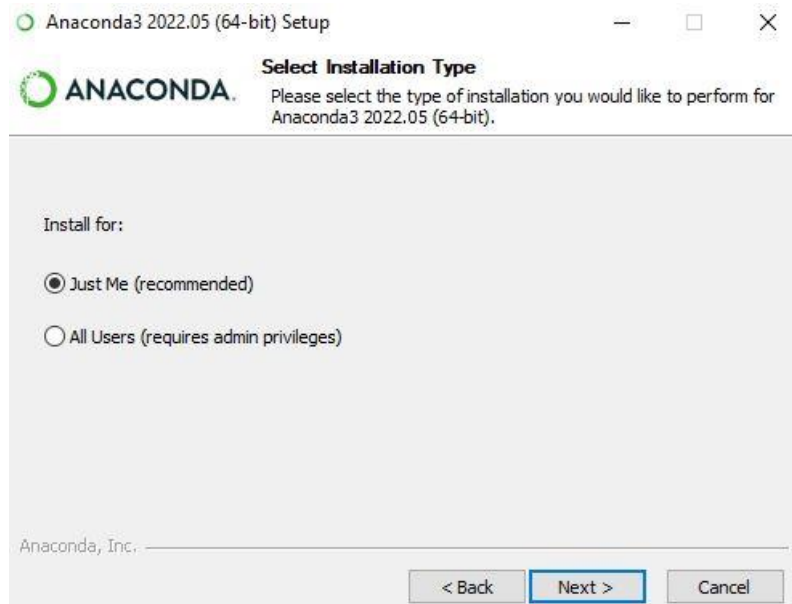 Anaconda3 2022.05 (64-bit) Setup
ANACONDA.
Select Installation Type
Please select the type of installation you would like to perform for
Anaconda3 2022.05 (64-bit).
Install for:
Just Me (recommended)
All Users (requires admin privileges)
Anaconda, Inc.
< Back Next > Cancel